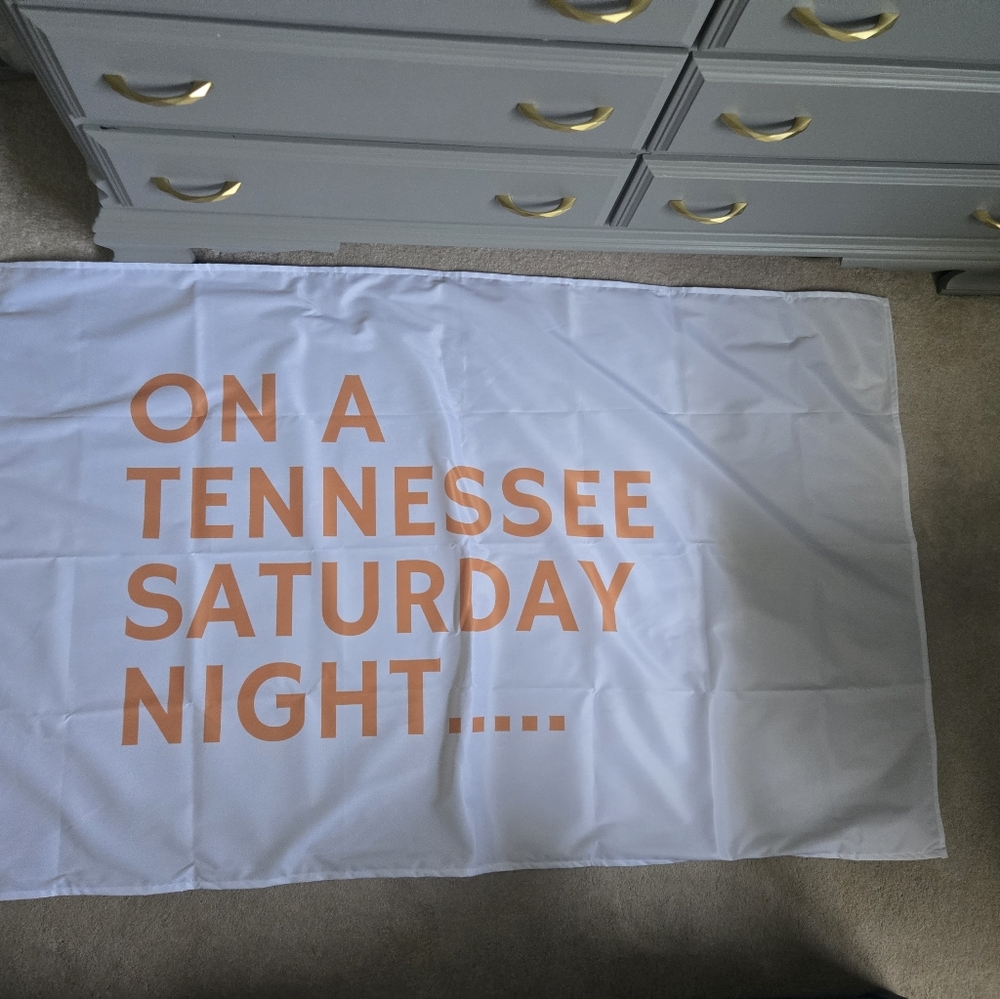 ON A
TENNESSEE
SATURDAY
NIGHT.....